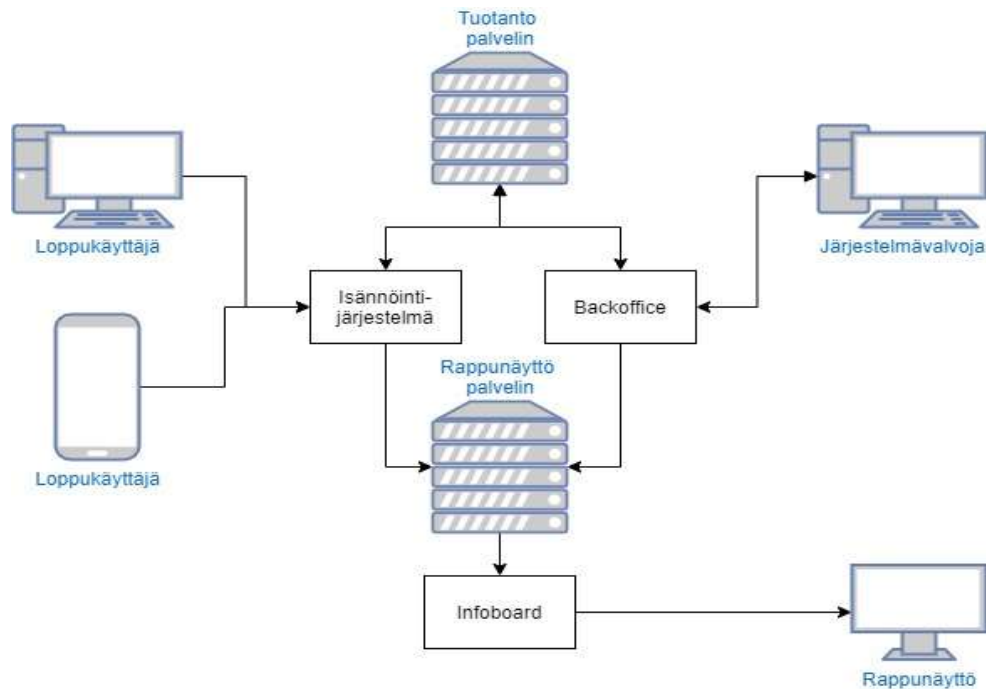 Tuotanto
palvelin
Loppukäyttäjä
Järjestelmävalvoja
Isännöinti-
järjestelmä
Backoffice
Rappunäyttö
palvelin
Loppukäyttäjä
Infoboard
Rappunäyttö